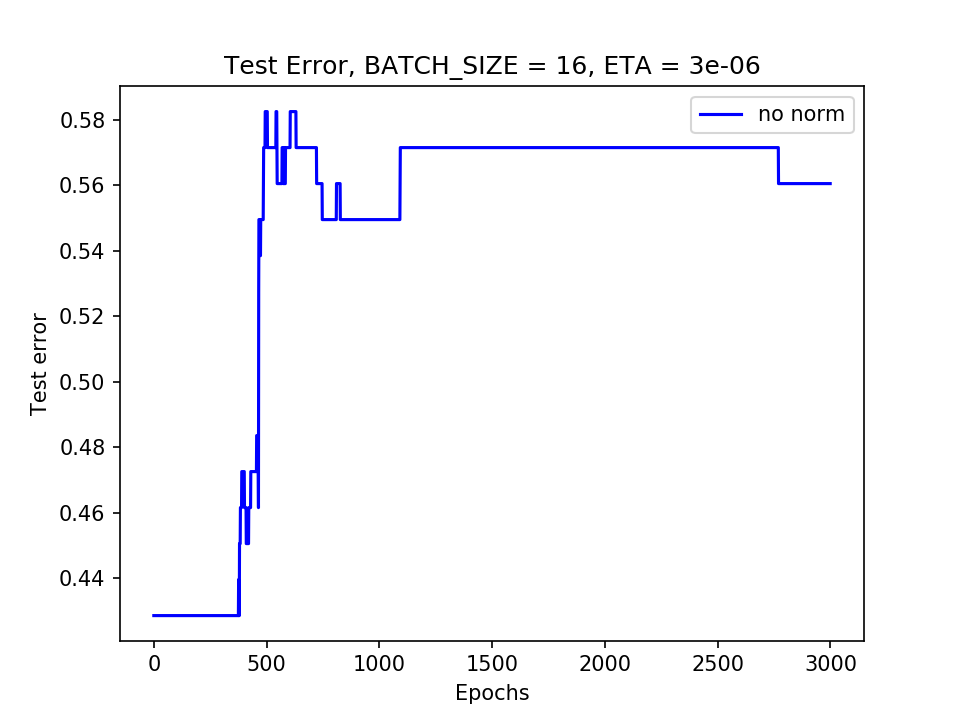 Test Error, BATCH_SIZE = 16, ETA = 3e-06
no norm
0.58
0.56
0.54
0.52
0.50
0.48
0.46
0.44
Test error
0 500 1000 1500 2000 2500 3000
Epochs